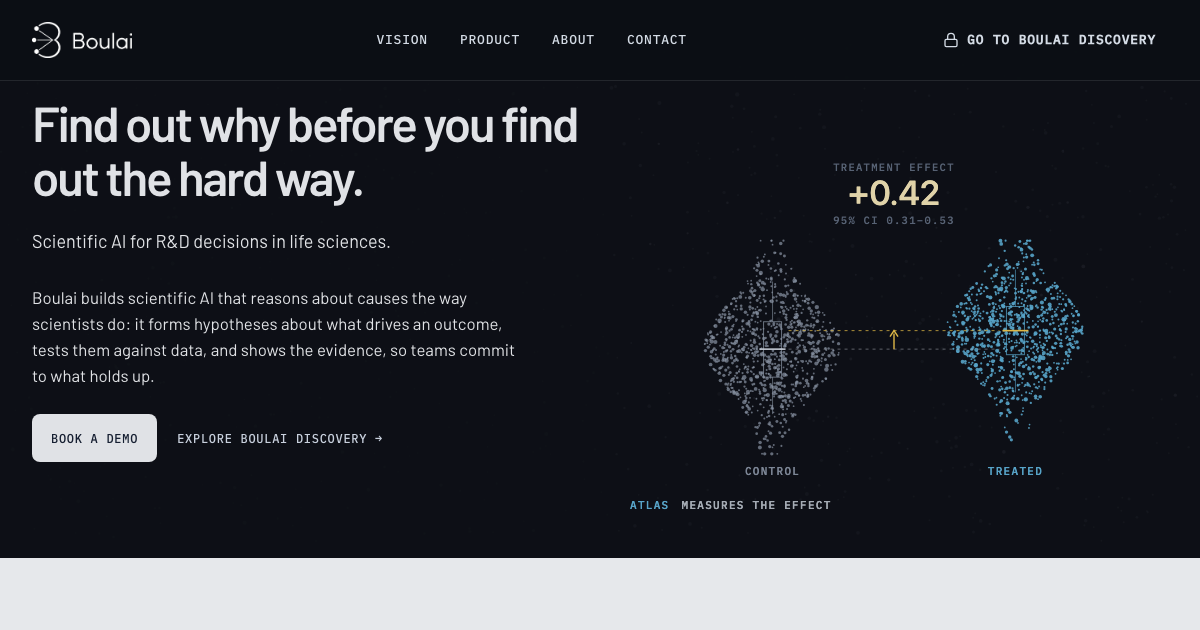 Boulai
VISION
PRODUCT
ABOUT
CONTACT
GO TO BOULAI DISCOVERY
Find out why before you find
out the hard way.
Scientific AI for R&D decisions in life sciences.
Boulai builds scientific AI that reasons about causes the way
scientists do: it forms hypotheses about what drives an outcome,
tests them against data, and shows the evidence, so teams commit
to what holds up.
BOOK A DEMO
EXPLORE BOULAI DISCOVERY →
TREATMENT EFFECT
+0.42
95% CI 0.31–0.53
CONTROL
TREATED
ATLAS MEASURES THE EFFECT